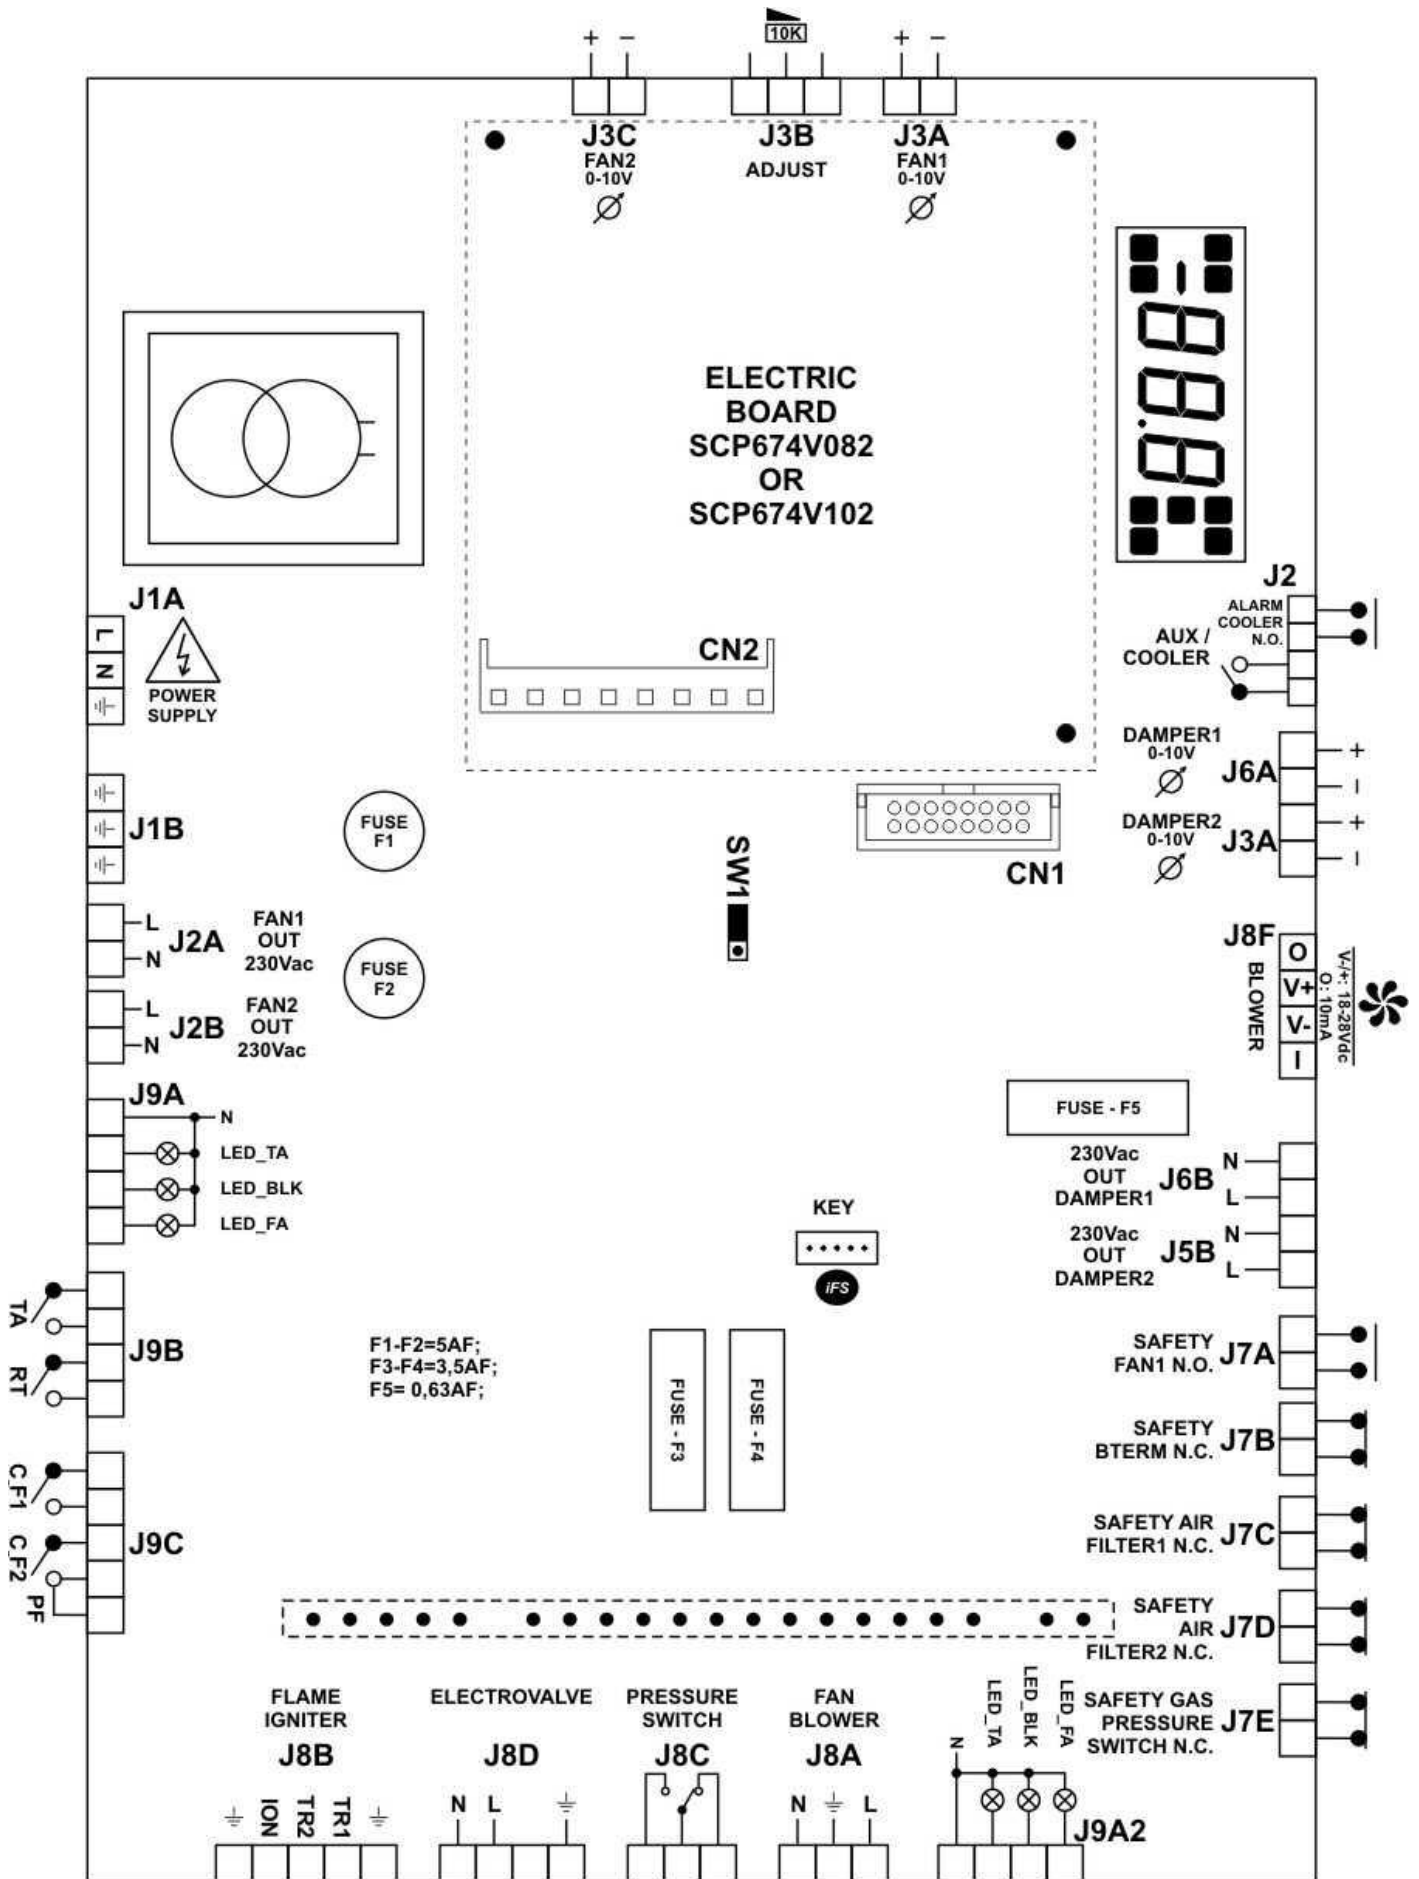 + −
10K
+ −
J3C
FAN2
0-10V
J3B
ADJUST
J3A
FAN1
0-10V
ELECTRIC
BOARD
SCP674V082
OR
SCP674V102
J1A
L
N
POWER
SUPPLY
CN2
J2
ALARM
COOLER
N.O.
AUX /
COOLER
DAMPER1
0-10V
J6A
+
−
DAMPER2
0-10V
J3A
+
−
J1B
FUSE
F1
SW1
CN1
L
N
J2A
FAN1
OUT
230Vac
FUSE
F2
L
N
J2B
FAN2
OUT
230Vac
J8F
BLOWER
O
V+
V-
I
V-/+: 18-28Vdc
O: 10mA
J9A
N
LED_TA
LED_BLK
LED_FA
FUSE - F5
230Vac
OUT
DAMPER1
J6B
N
L
230Vac
OUT
DAMPER2
J5B
N
L
KEY
iFS
TA
RT
J9B
F1-F2=5AF;
F3-F4=3,5AF;
F5= 0,63AF;
FUSE - F3
FUSE - F4
SAFETY
FAN1 N.O.
J7A
SAFETY
BTERM N.C.
J7B
C_F1
C_F2
PF
J9C
SAFETY AIR
FILTER1 N.C.
J7C
SAFETY
AIR
FILTER2 N.C.
J7D
SAFETY GAS
PRESSURE
SWITCH N.C.
J7E
FLAME
IGNITER
J8B
ION
TR2
TR1
ELECTROVALVE
J8D
N L
PRESSURE
SWITCH
J8C
FAN
BLOWER
J8A
N L
N
LED_TA
LED_BLK
LED_FA
J9A2